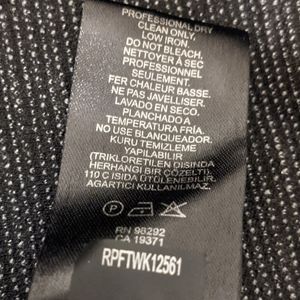 PROFESSIONAL DRY
CLEAN ONLY.
LOW IRON.
DO NOT BLEACH.
NETTOYER À SEC
PROFESSIONNEL
SEULEMENT.
FER CHALEUR BASSE.
NE PAS JAVELLISER.
LAVADO EN SECO.
PLANCHADO A
TEMPERATURA FRÍA.
NO USE BLANQUEADOR.
KURU TEMIZLEME
YAPILABILIR
(TRIKLORETILEN DISINDA
HERHANGI BIR ÇÖZELTI).
110 C ISIDA ÜTÜLENEBILIR.
AGARTICI KULLANILMAZ.
P
RN 98292
CA 19371
RPFTWK12561